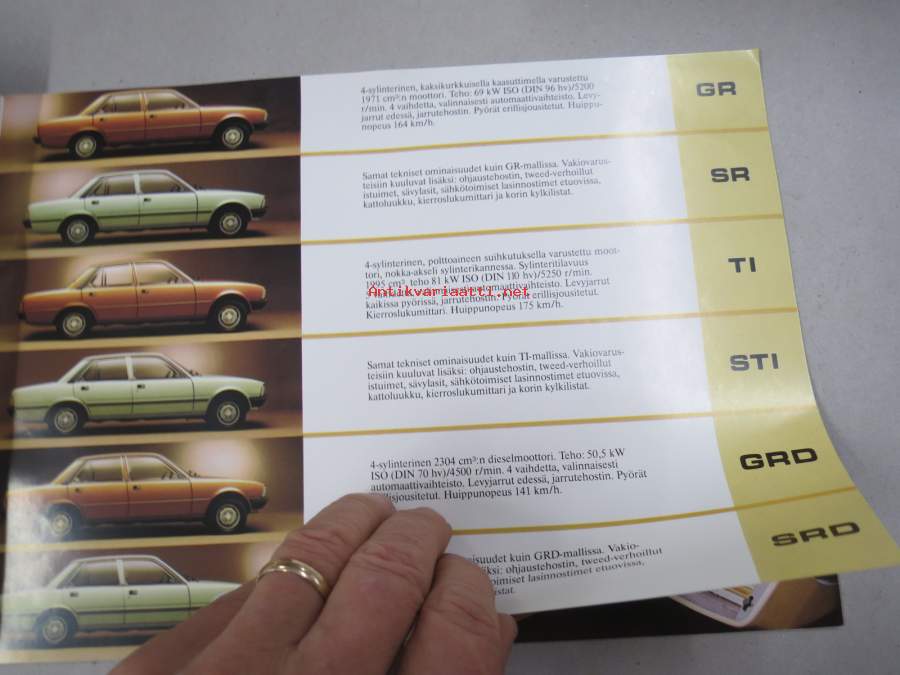 4-sylinterinen, kaksikurkkuisella kaasuttimella varustettu
1971 cm³:n moottori. Teho: 69 kW ISO (DIN 96 hv)/5200
r/min. 4 vaihdetta, valinnaisesti automaattivaihteisto. Levy-
jarrut edessä, jarrutehostin. Pyörät erillisjousitetut. Huippu-
nopeus 164 km/h.
GR
Samat tekniset ominaisuudet kuin GR-mallissa. Vakiovarus-
teisiin kuuluvat lisäksi: ohjaustehostin, tweed-verhoillut
istuimet, sävylasit, sähkötoimiset lasinnostimet etuovissa,
kattoluukku, kierroslukumittari ja korin kylkilistat.
SR
4-sylinterinen, polttoaineen suihkutuksella varustettu moot-
tori, nokka-akseli sylinterikannessa. Sylinteritilavuus
1995 cm³, teho 81 kW ISO (DIN 110 hv)/5250 r/min.
automaattivaihteisto. Levyjarrut
kaikissa pyörissä, jarrutehostin. Pyörät erillisjousitetut.
Kierroslukumittari. Huippunopeus 175 km/h.
TI
Antikvariaatti.net
Samat tekniset ominaisuudet kuin TI-mallissa. Vakiovarus-
teisiin kuuluvat lisäksi: ohjaustehostin, tweed-verhoillut
istuimet, sävylasit, sähkötoimiset lasinnostimet etuovissa,
kattoluukku, kierroslukumittari ja korin kylkilistat.
STI
4-sylinterinen 2304 cm³:n dieselmoottori. Teho: 50,5 kW
ISO (DIN 70 hv)/4500 r/min. 4 vaihdetta, valinnaisesti
automaattivaihteisto. Levyjarrut edessä, jarrutehostin. Pyörät
erillisjousitetut. Huippunopeus 141 km/h.
GRD
kuin GRD-mallissa. Vakio-
ohjaustehostin, tweed-verhoillut
lasinnostimet etuovissa,
SRD